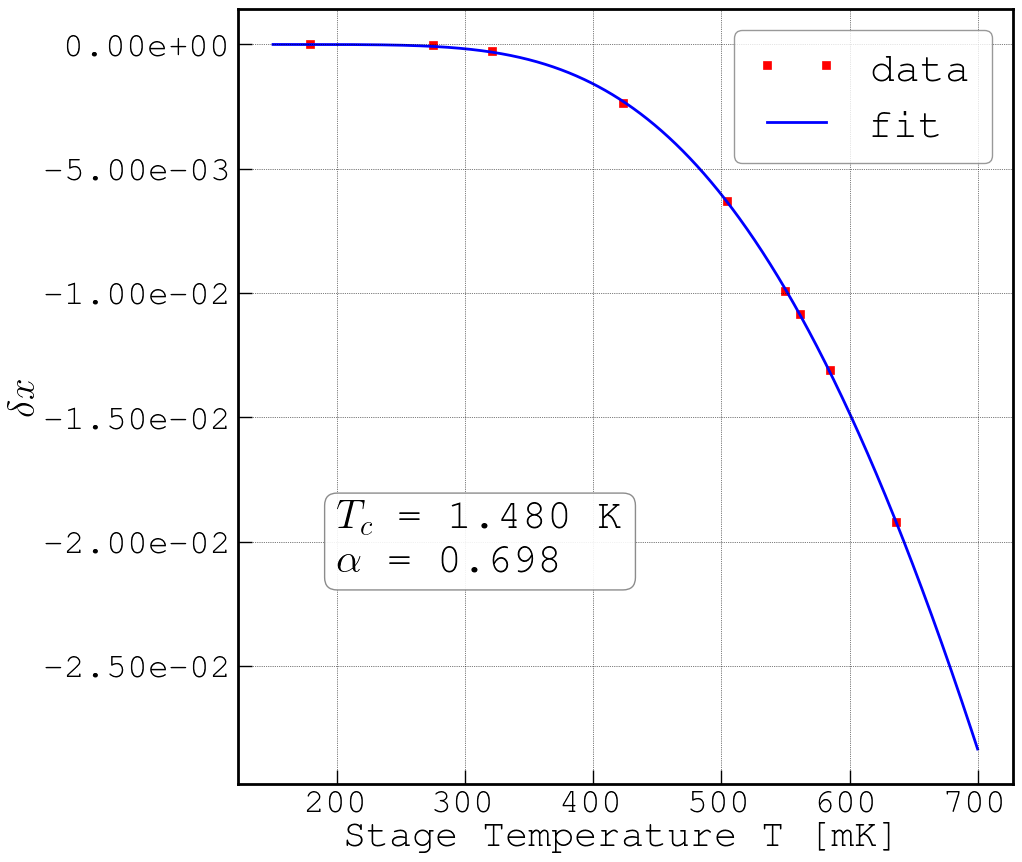 0.00e+00
-5.00e-03
-1.00e-02
-1.50e-02
-2.00e-02
-2.50e-02
δx
data
fit
T_c = 1.480 K
α = 0.698
200 300 400 500 600 700
Stage Temperature T [mK]